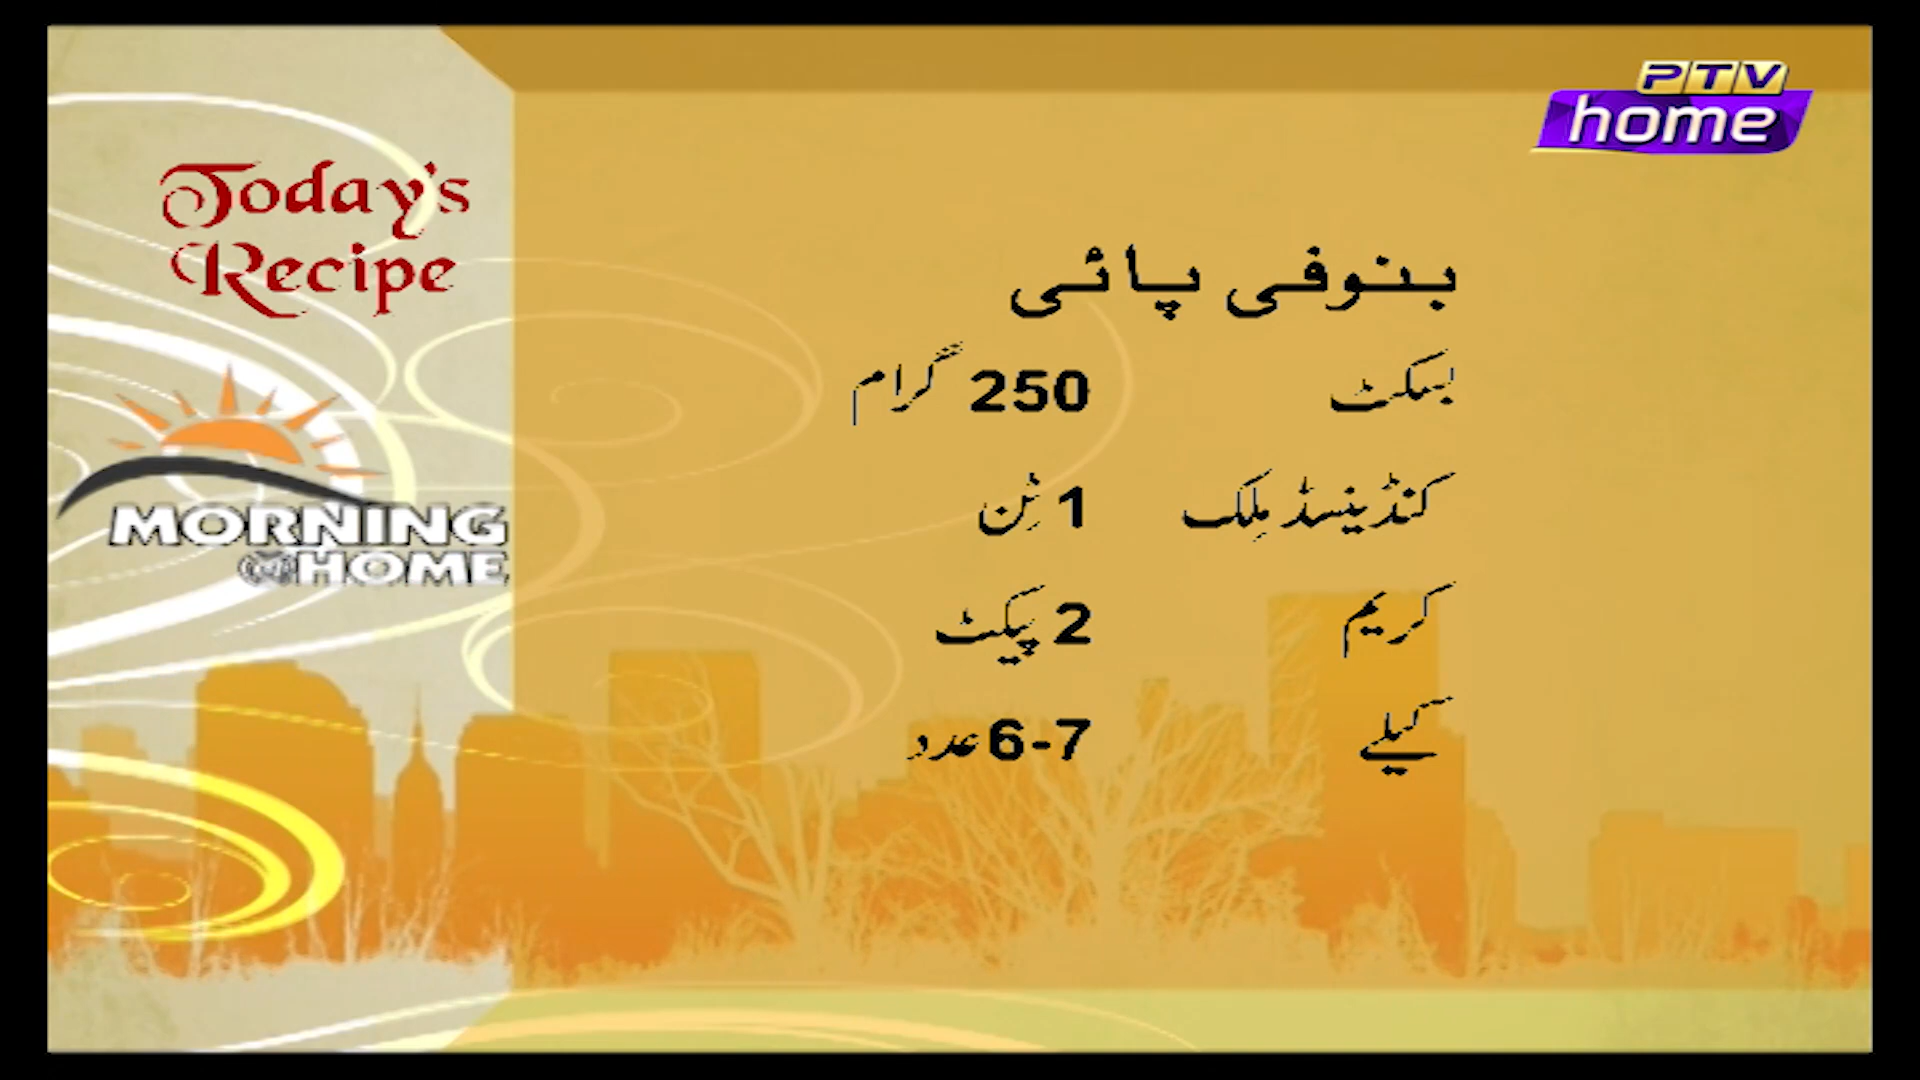 PTV
home
Today's
Recipe
MORNING
@HOME
بنوفی پائی
بسکٹ 250 گرام
کنڈینسڈ مِلک 1 ٹِن
کریم 2 پیکٹ
کیلے 6-7 عدد